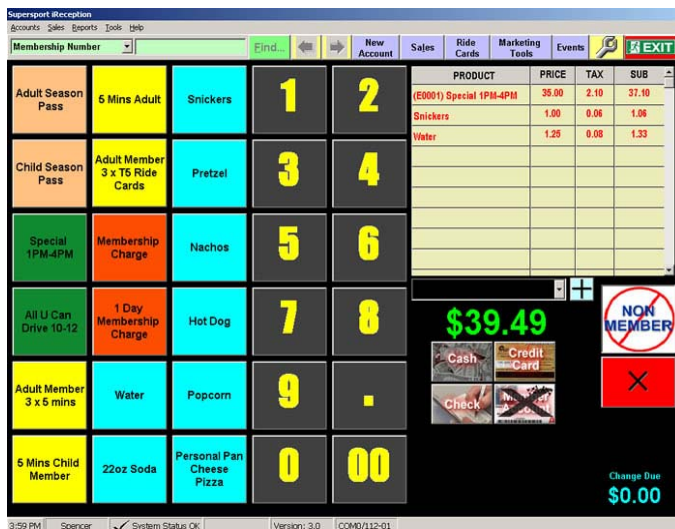 Supersport iReception
Accounts Sales Reports Tools Help
Membership Number
Find...
New
Account
Sales
Ride
Cards
Marketing
Tools
Events
EXIT
Adult Season
Pass
5 Mins Adult
Snickers
1
2
Child Season
Pass
Adult Member
3 x T5 Ride
Cards
Pretzel
3
4
Special
1PM-4PM
Membership
Charge
Nachos
5
6
All U Can
Drive 10-12
1 Day
Membership
Charge
Hot Dog
7
8
Adult Member
3 x 5 mins
Water
Popcorn
9
.
5 Mins Child
Member
22oz Soda
Personal Pan
Cheese
Pizza
0
00
PRODUCT PRICE TAX SUB
(E0001) Special 1PM-4PM 35.00 2.10 37.10
Snickers 1.00 0.06 1.06
Water 1.25 0.08 1.33
$39.49
NON
MEMBER
Cash
Credit
Card
Check
Change Due
$0.00
3:59 PM Spencer System Status OK Version: 3.0 COM0/112-01